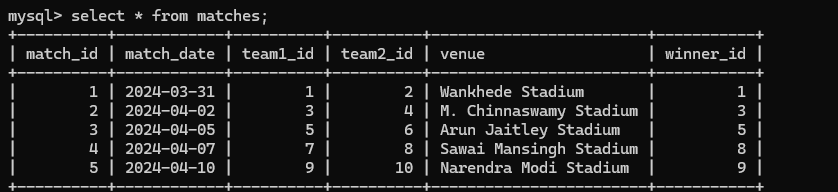 mysql> select * from matches;
+----------+------------+----------+----------+-----------------------+-----------+
| match_id | match_date | team1_id | team2_id | venue                 | winner_id |
+----------+------------+----------+----------+-----------------------+-----------+
|        1 | 2024-03-31 |        1 |        2 | Wankhede Stadium      |         1 |
|        2 | 2024-04-02 |        3 |        4 | M. Chinnaswamy Stadium |         3 |
|        3 | 2024-04-05 |        5 |        6 | Arun Jaitley Stadium  |         5 |
|        4 | 2024-04-07 |        7 |        8 | Sawai Mansingh Stadium |         8 |
|        5 | 2024-04-10 |        9 |       10 | Narendra Modi Stadium |         9 |
+----------+------------+----------+----------+-----------------------+-----------+